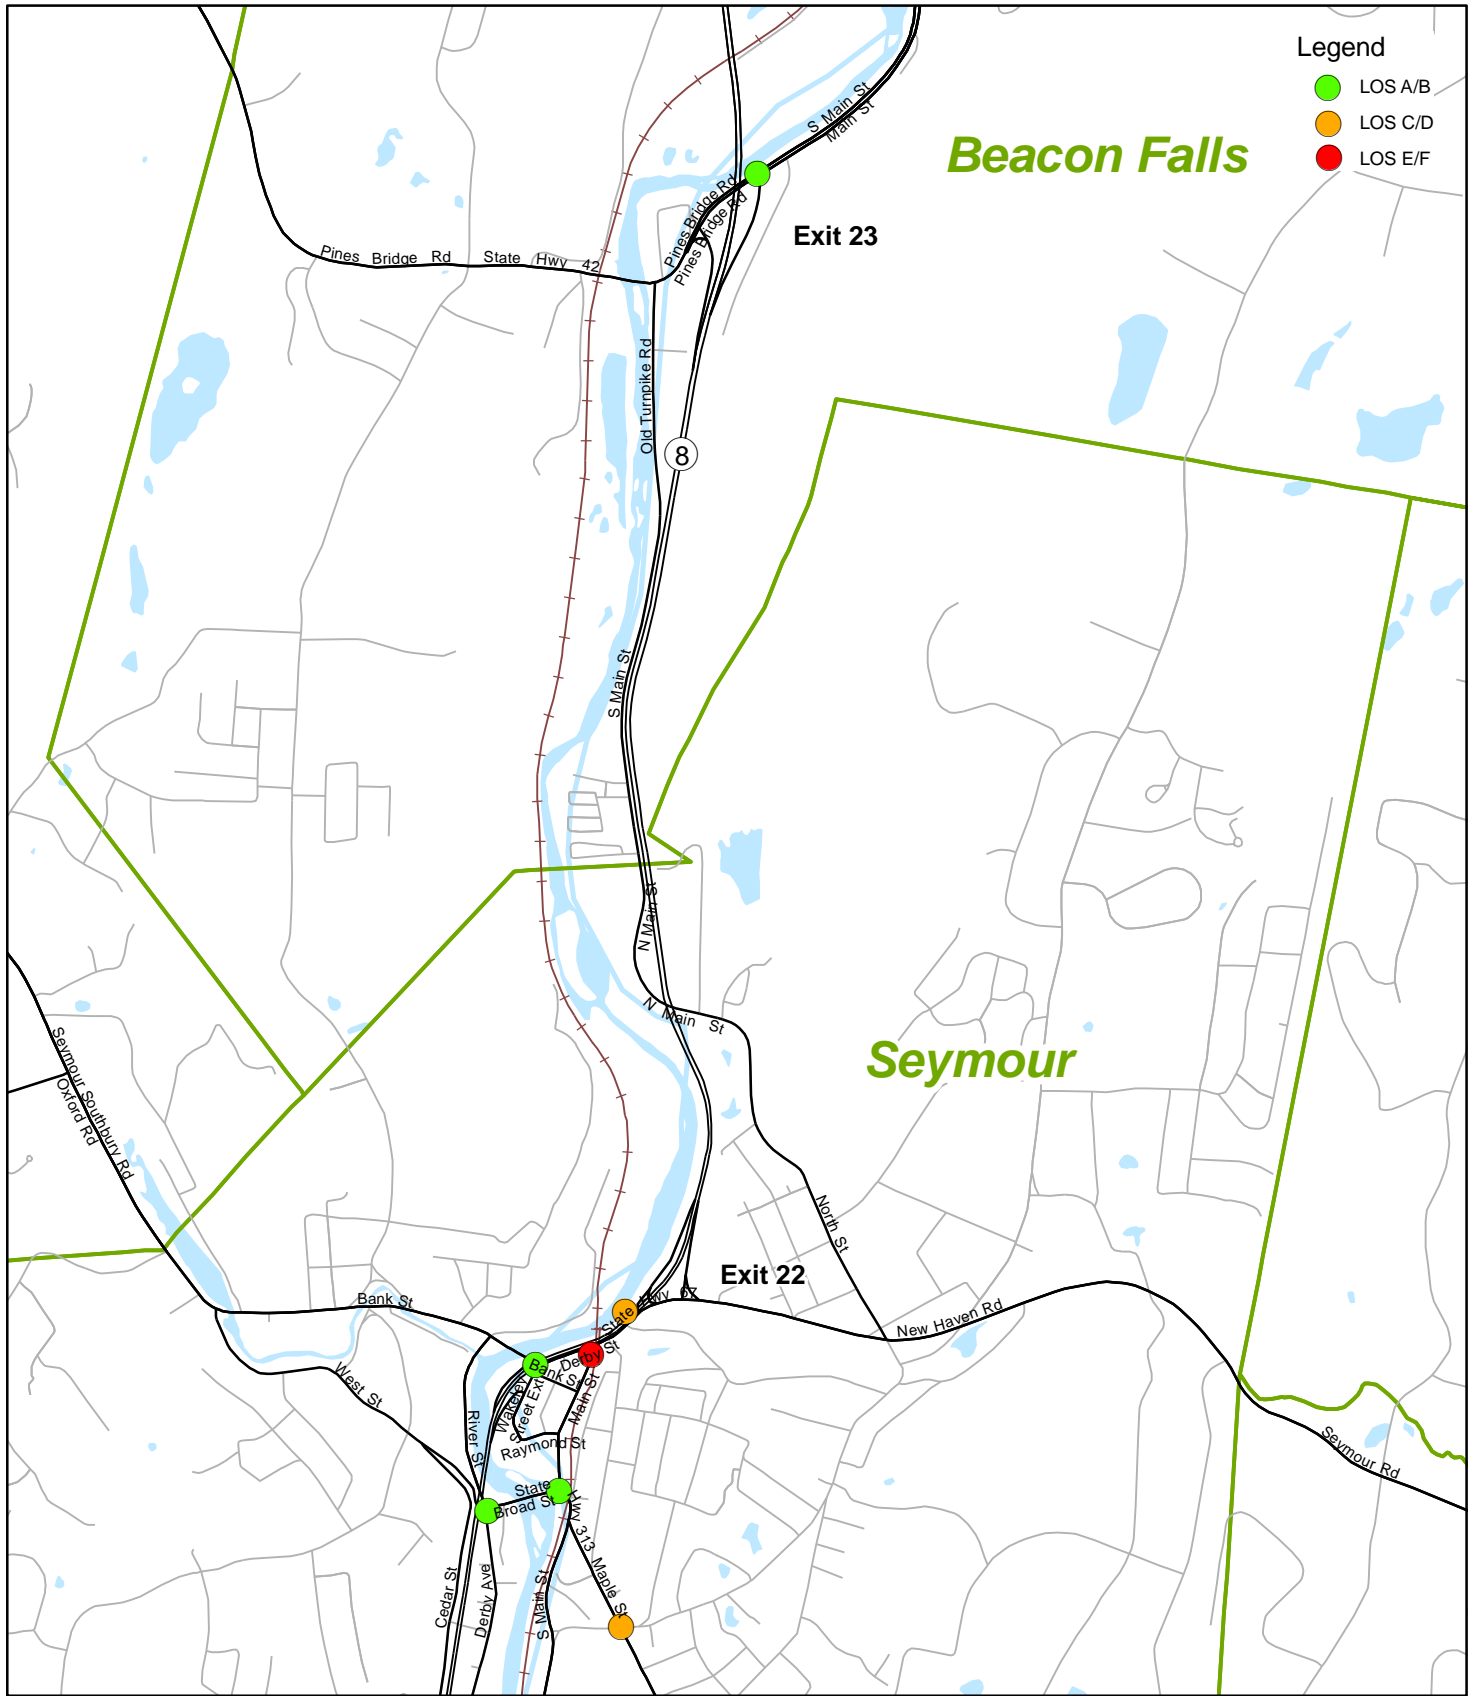 Legend
LOS A/B
LOS C/D
LOS E/F
S Main St
Main St
Beacon Falls
Pines Bridge Rd
Pines Bridge Rd
Exit 23
Pines Bridge Rd State Hwy 42
Old Turnpike Rd
8
S Main St
N Main St
N Main St
Seymour
Seymour Southbury Rd
Oxford Rd
North St
Exit 22
Bank St
State Hwy 67
New Haven Rd
Derby St
Bank St
West St
Wakeley
Street Ext
Main St
River St
Raymond St
Seymour Rd
State Hwy 313 Maple St
Broad St
Cedar St
Derby Ave
S Main St